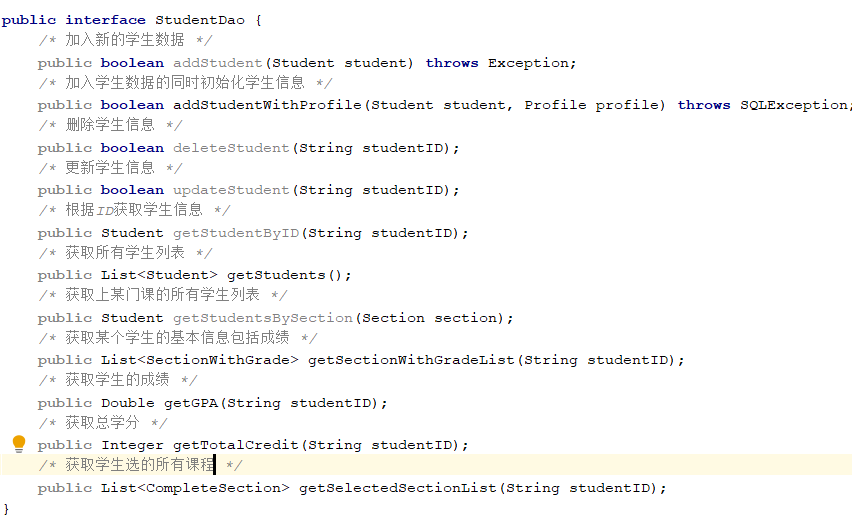 public interface StudentDao {
/* 加入新的学生数据 */
public boolean addStudent(Student student) throws Exception;
/* 加入学生数据的同时初始化学生信息 */
public boolean addStudentWithProfile(Student student, Profile profile) throws SQLException;
/* 删除学生信息 */
public boolean deleteStudent(String studentID);
/* 更新学生信息 */
public boolean updateStudent(String studentID);
/* 根据ID获取学生信息 */
public Student getStudentByID(String studentID);
/* 获取所有学生列表 */
public List<Student> getStudents();
/* 获取上某门课的所有学生列表 */
public Student getStudentsBySection(Section section);
/* 获取某个学生的基本信息包括成绩 */
public List<SectionWithGrade> getSectionWithGradeList(String studentID);
/* 获取学生的成绩 */
public Double getGPA(String studentID);
/* 获取总学分 */
public Integer getTotalCredit(String studentID);
/* 获取学生选的所有课程 */
public List<CompleteSection> getSelectedSectionList(String studentID);
}